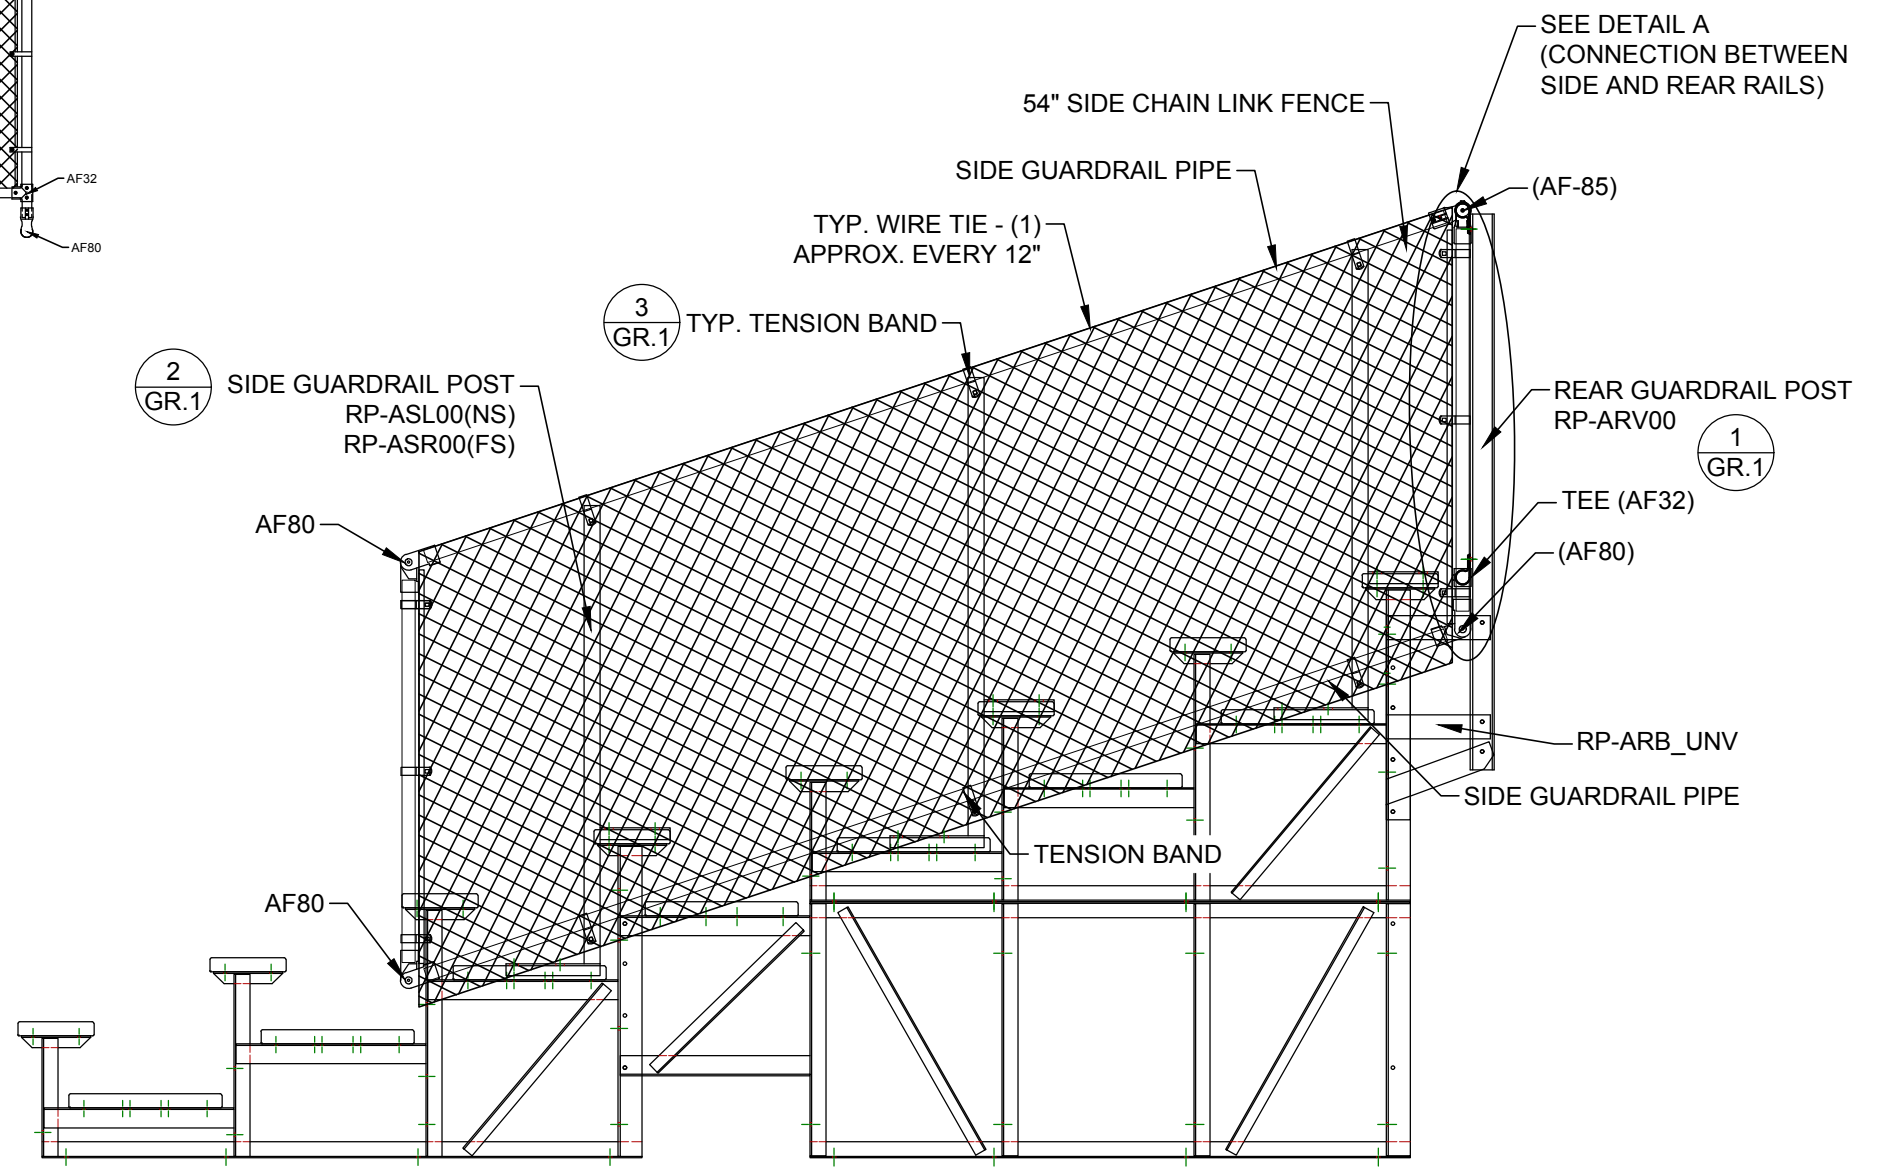 AF32
AF80
SEE DETAIL A
(CONNECTION BETWEEN
SIDE AND REAR RAILS)
54" SIDE CHAIN LINK FENCE
SIDE GUARDRAIL PIPE
(AF-85)
TYP. WIRE TIE - (1)
APPROX. EVERY 12"
3
GR.1
TYP. TENSION BAND
2
GR.1
SIDE GUARDRAIL POST
RP-ASL00(NS)
RP-ASR00(FS)
REAR GUARDRAIL POST
RP-ARV00
1
GR.1
TEE (AF32)
AF80
(AF80)
RP-ARB_UNV
SIDE GUARDRAIL PIPE
TENSION BAND
AF80